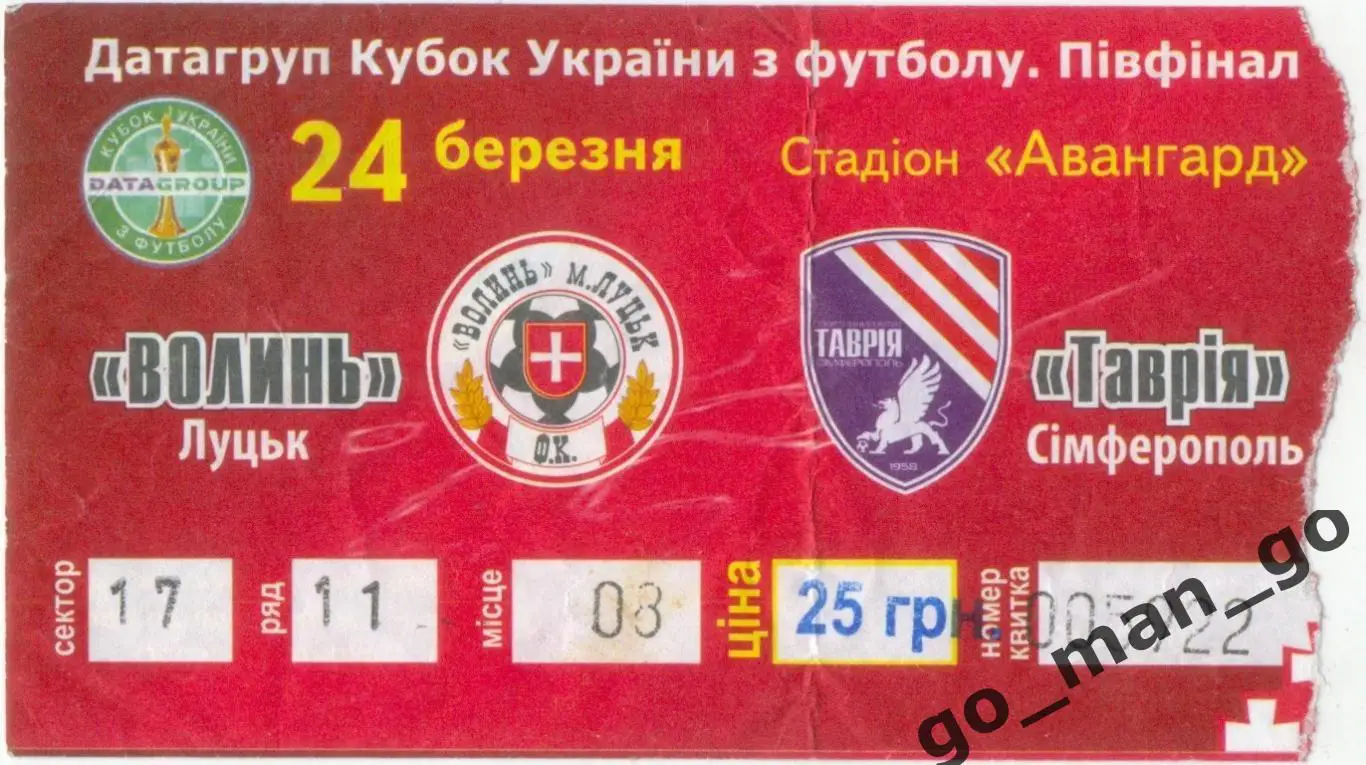 Датагруп Кубок України з футболу. Півфінал
КУБОК УКРАЇНИ
DATAGROUP
З ФУТБОЛУ
24 березня
Стадіон «Авангард»
«ВОЛИНЬ» М.ЛУЦЬК
Ф.К.
ТАВРІЯ
СІМФЕРОПОЛЬ
1958
«ВОЛИНЬ»
Луцьк
«Таврія»
Сімферополь
сектор 17
ряд 11
місце 03
ціна 25 грн.
номер квитка
go_man_go